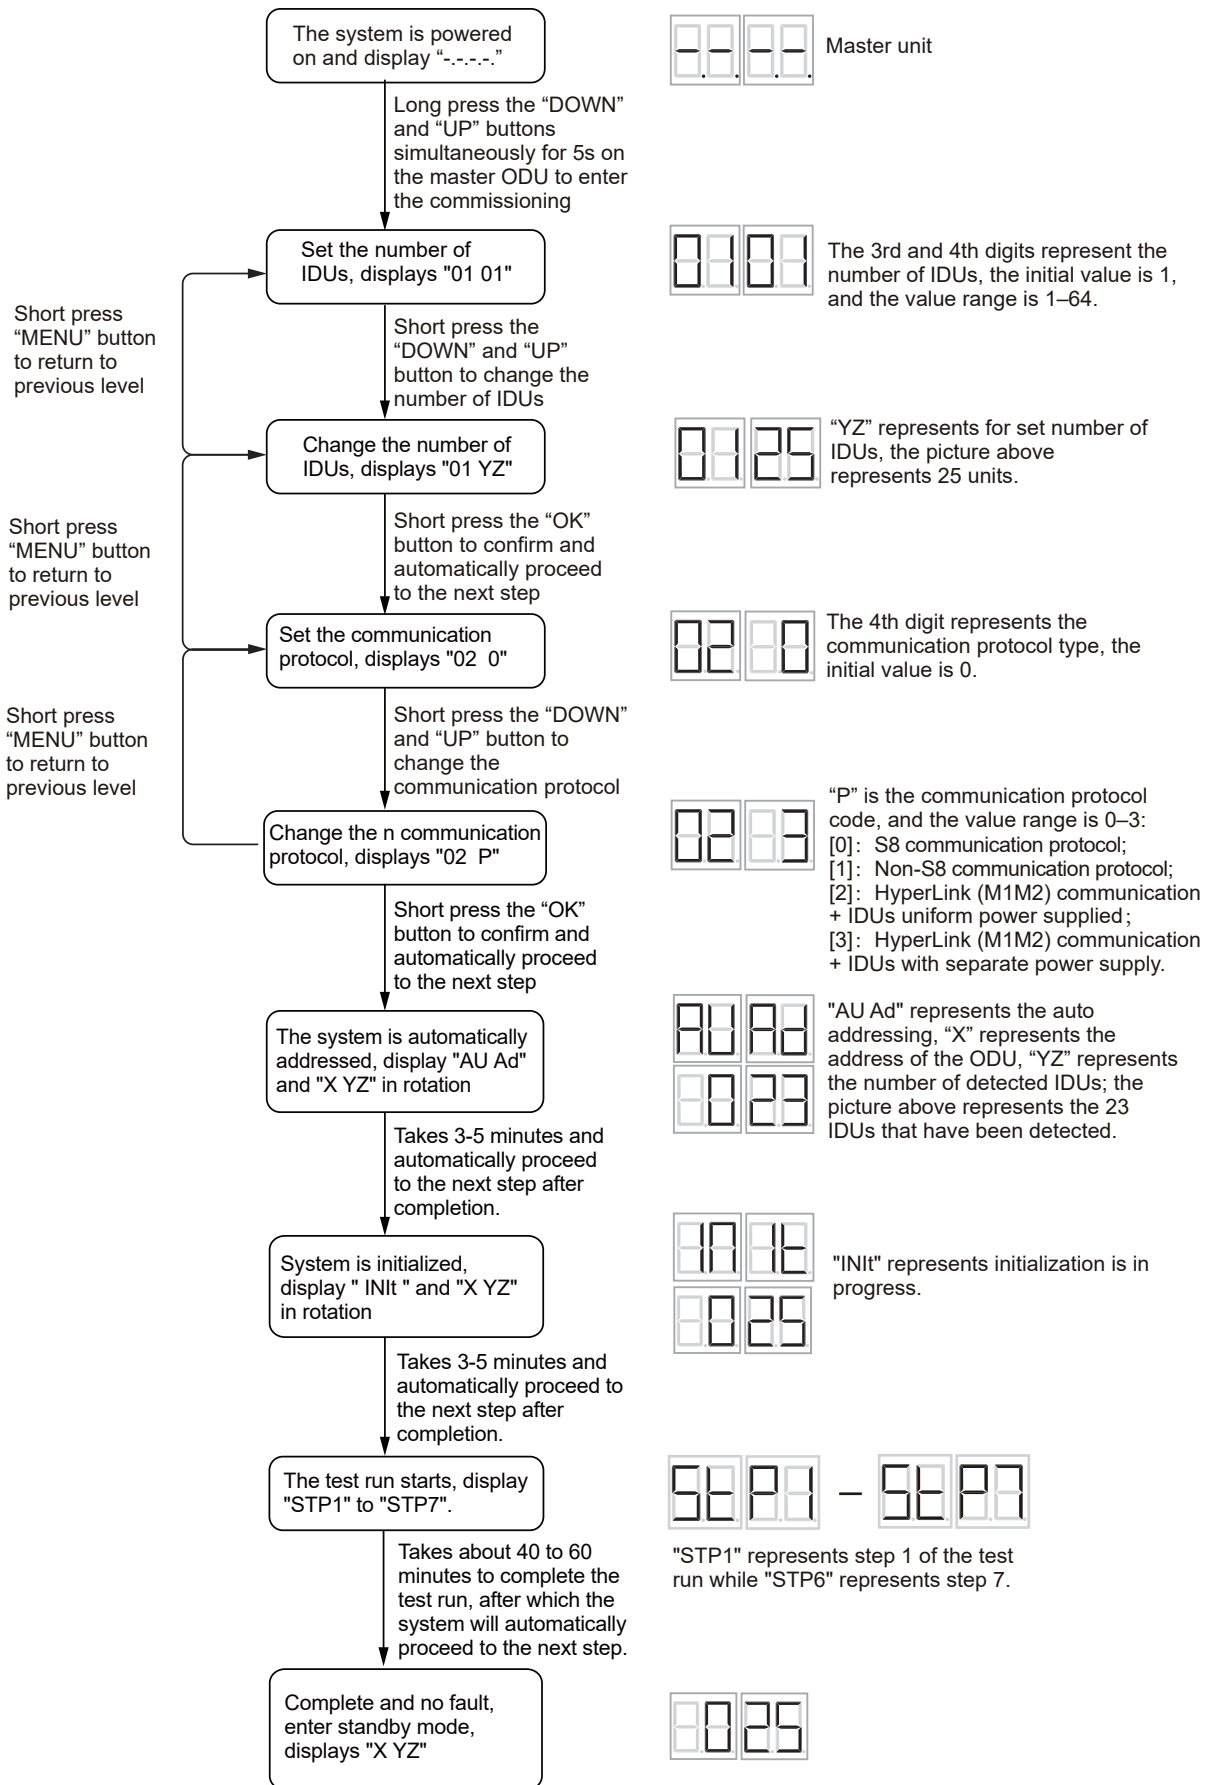 The system is powered
on and display “-.-.-.-.”
Master unit
Long press the “DOWN”
and “UP” buttons
simultaneously for 5s on
the master ODU to enter
the commissioning
Set the number of
IDUs, displays "01 01"
0101
The 3rd and 4th digits represent the
number of IDUs, the initial value is 1,
and the value range is 1–64.
Short press
“MENU” button
to return to
previous level
Short press the
“DOWN” and “UP”
button to change the
number of IDUs
Change the number of
IDUs, displays "01 YZ"
0125
“YZ” represents for set number of
IDUs, the picture above
represents 25 units.
Short press
“MENU” button
to return to
previous level
Short press the “OK”
button to confirm and
automatically proceed
to the next step
Set the communication
protocol, displays "02  0"
02 0
The 4th digit represents the
communication protocol type, the
initial value is 0.
Short press
“MENU” button
to return to
previous level
Short press the “DOWN”
and “UP” button to
change the
communication protocol
Change the n communication
protocol, displays "02  P"
02 3
“P” is the communication protocol
code, and the value range is 0–3:
[0]: S8 communication protocol;
[1]: Non-S8 communication protocol;
[2]: HyperLink (M1M2) communication
+ IDUs uniform power supplied;
[3]: HyperLink (M1M2) communication
+ IDUs with separate power supply.
Short press the “OK”
button to confirm and
automatically proceed
to the next step
The system is automatically
addressed, display "AU Ad"
and "X YZ" in rotation
AU Ad
023
"AU Ad" represents the auto
addressing, “X” represents the
address of the ODU, “YZ” represents
the number of detected IDUs; the
picture above represents the 23
IDUs that have been detected.
Takes 3-5 minutes and
automatically proceed
to the next step after
completion.
System is initialized,
display " INIt " and "X YZ"
in rotation
INIt
025
"INIt" represents initialization is in
progress.
Takes 3-5 minutes and
automatically proceed to
the next step after
completion.
The test run starts, display
"STP1" to "STP7".
StP1 – StP7
"STP1" represents step 1 of the test
run while "STP6" represents step 7.
Takes about 40 to 60
minutes to complete the
test run, after which the
system will automatically
proceed to the next step.
Complete and no fault,
enter standby mode,
displays "X YZ"
025